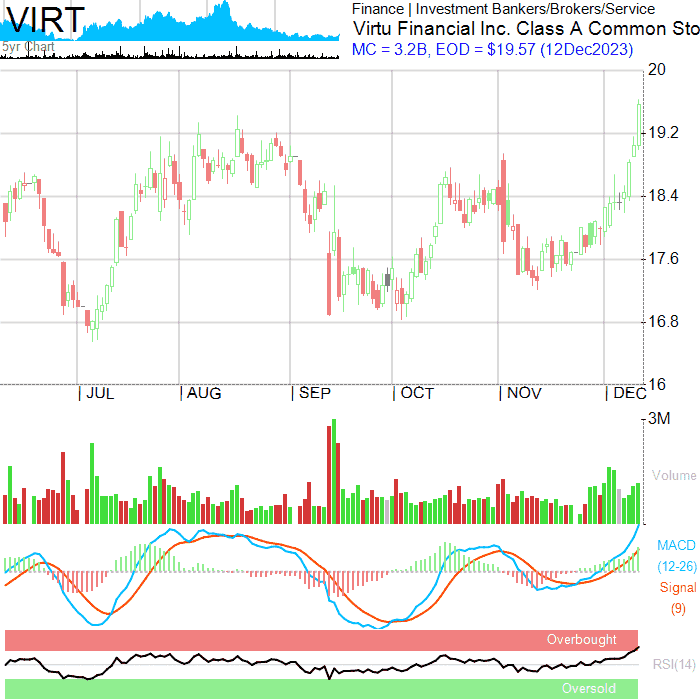 VIRT
5yr Chart
Finance | Investment Bankers/Brokers/Service
Virtu Financial Inc. Class A Common Sto
MC = 3.2B, EOD = $19.57 (12Dec2023)
20
19.2
18.4
17.6
16.8
16
| JUL | AUG | SEP | OCT | NOV | DEC
3M
Volume
MACD
(12-26)
Signal
(9)
Overbought
RSI(14)
Oversold